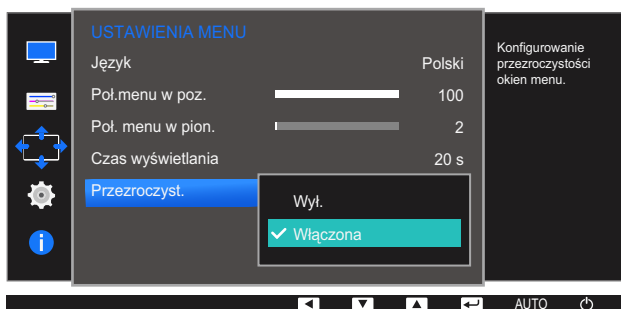 USTAWIENIA MENU
Język Polski
Poł.menu w poz. 100
Poł. menu w pion. 2
Czas wyświetlania 20 s
Przezroczyst.
Wył.
Włączona
Konfigurowanie
przezroczystości
okien menu.
AUTO